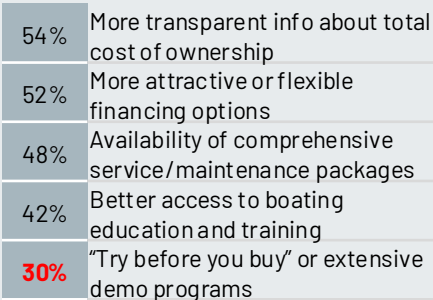 54%
More transparent info about total
cost of ownership
52%
More attractive or flexible
financing options
48%
Availability of comprehensive
service/maintenance packages
42%
Better access to boating
education and training
30%
“Try before you buy” or extensive
demo programs